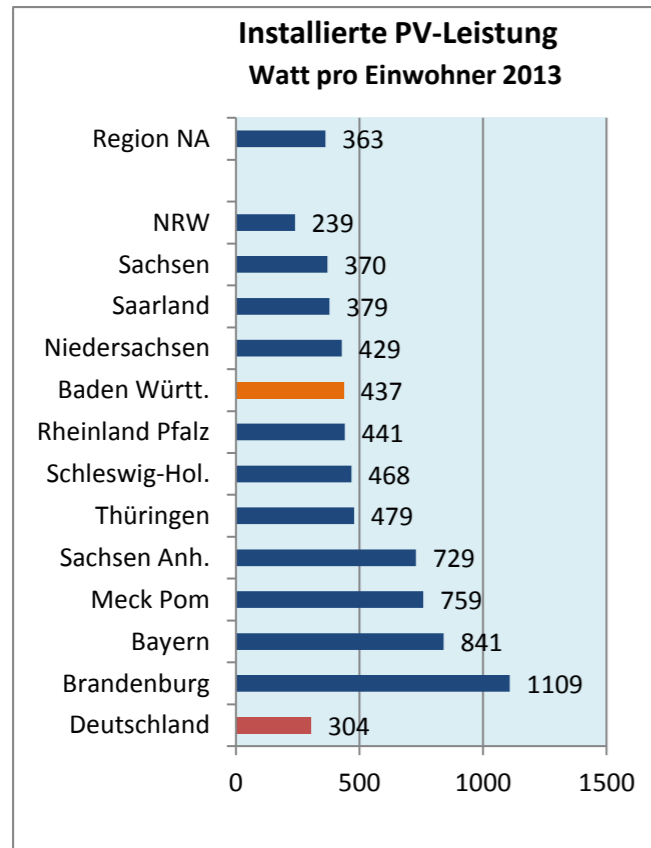 Installierte PV-Leistung
Watt pro Einwohner 2013
Region NA 363
NRW 239
Sachsen 370
Saarland 379
Niedersachsen 429
Baden Württ. 437
Rheinland Pfalz 441
Schleswig-Hol. 468
Thüringen 479
Sachsen Anh. 729
Meck Pom 759
Bayern 841
Brandenburg 1109
Deutschland 304
0 500 1000 1500